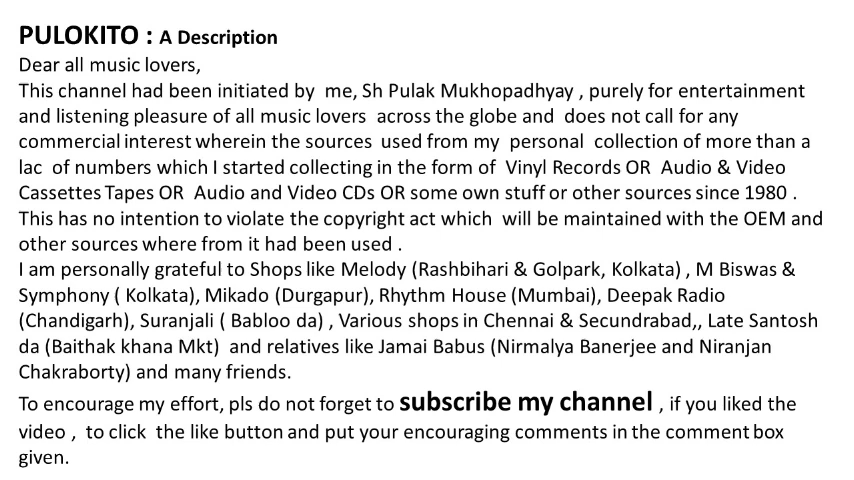 PULOKITO : A Description
Dear all music lovers,
This channel had been initiated by me, Sh Pulak Mukhopadhyay , purely for entertainment
and listening pleasure of all music lovers across the globe and does not call for any
commercial interest wherein the sources used from my personal collection of more than a
lac of numbers which I started collecting in the form of Vinyl Records OR Audio & Video
Cassettes Tapes OR Audio and Video CDs OR some own stuff or other sources since 1980 .
This has no intention to violate the copyright act which will be maintained with the OEM and
other sources where from it had been used .
I am personally grateful to Shops like Melody (Rashbihari & Golpark, Kolkata) , M Biswas &
Symphony ( Kolkata), Mikado (Durgapur), Rhythm House (Mumbai), Deepak Radio
(Chandigarh), Suranjali ( Babloo da) , Various shops in Chennai & Secundrabad,, Late Santosh
da (Baithak khana Mkt) and relatives like Jamai Babus (Nirmalya Banerjee and Niranjan
Chakraborty) and many friends.
To encourage my effort, pls do not forget to subscribe my channel , if you liked the
video , to click the like button and put your encouraging comments in the comment box
given.